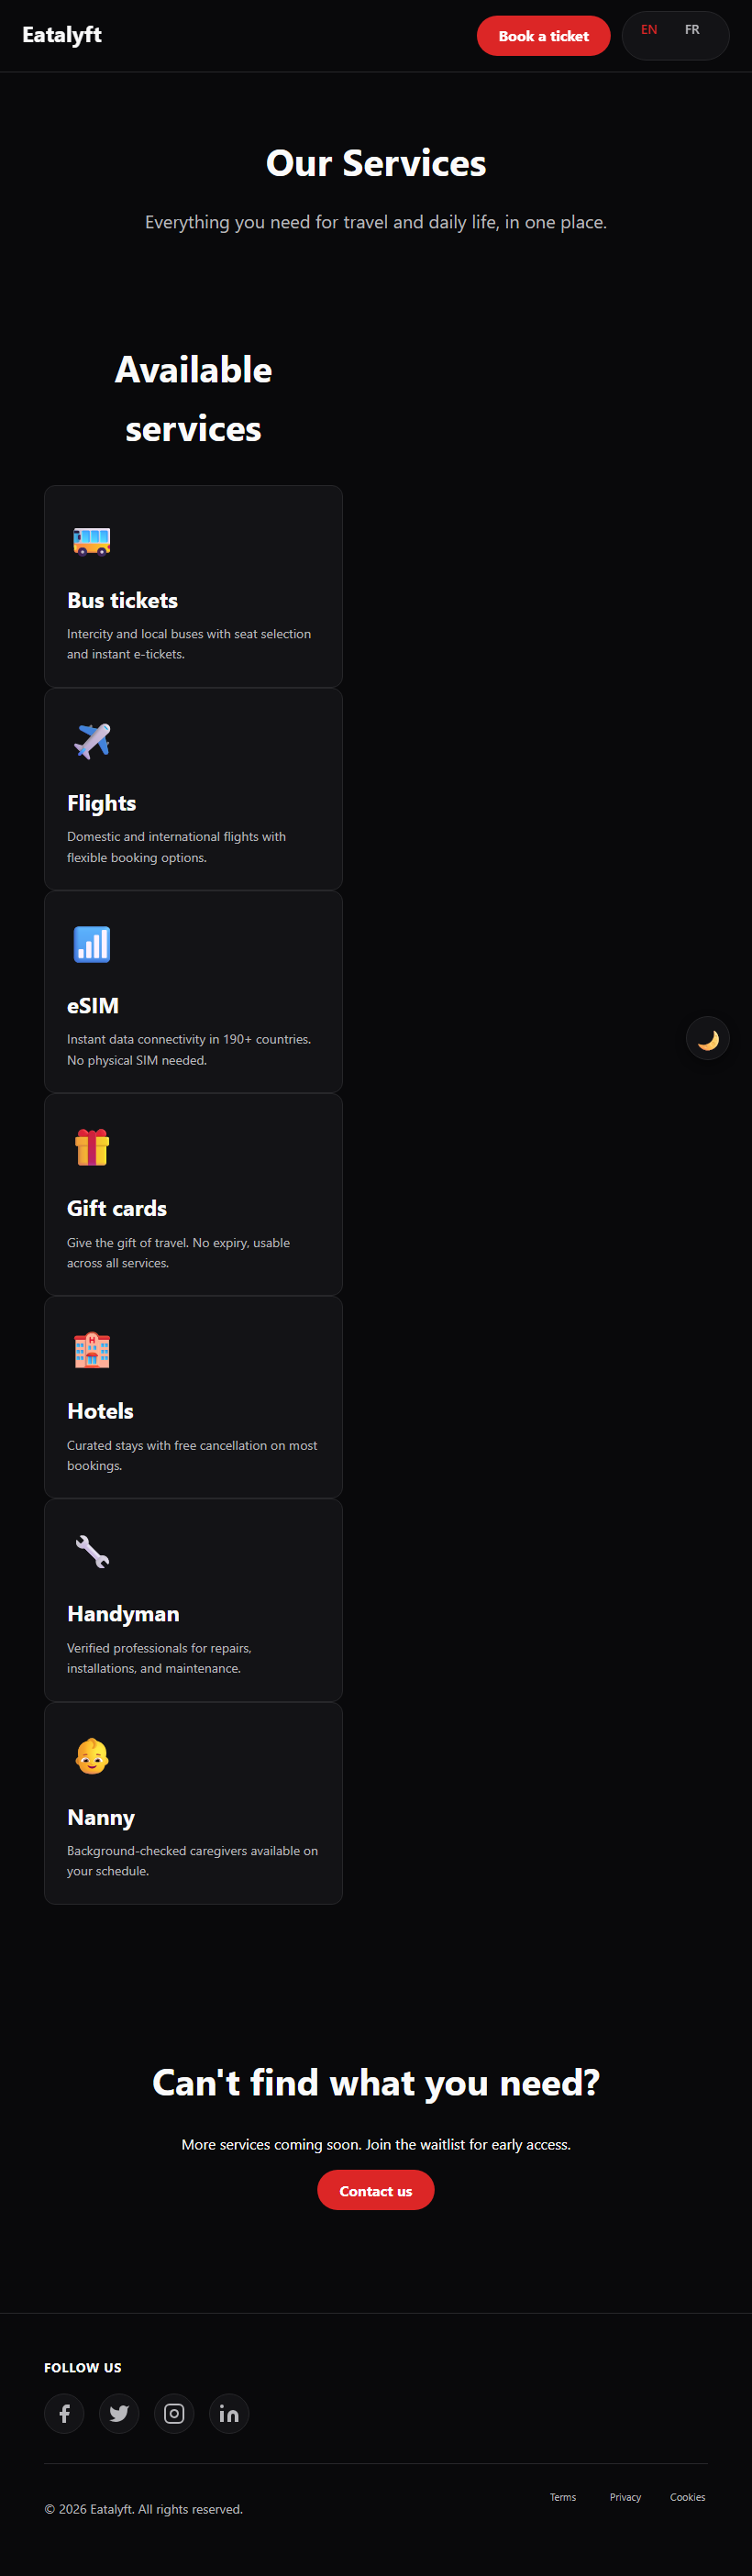 Eatalyft
Book a ticket
EN FR
Our Services
Everything you need for travel and daily life, in one place.
Available
services
Bus tickets
Intercity and local buses with seat selection
and instant e-tickets.
Flights
Domestic and international flights with
flexible booking options.
eSIM
Instant data connectivity in 190+ countries.
No physical SIM needed.
Gift cards
Give the gift of travel. No expiry, usable
across all services.
H
Hotels
Curated stays with free cancellation on most
bookings.
Handyman
Verified professionals for repairs,
installations, and maintenance.
Nanny
Background-checked caregivers available on
your schedule.
Can't find what you need?
More services coming soon. Join the waitlist for early access.
Contact us
FOLLOW US
© 2026 Eatalyft. All rights reserved.
Terms Privacy Cookies